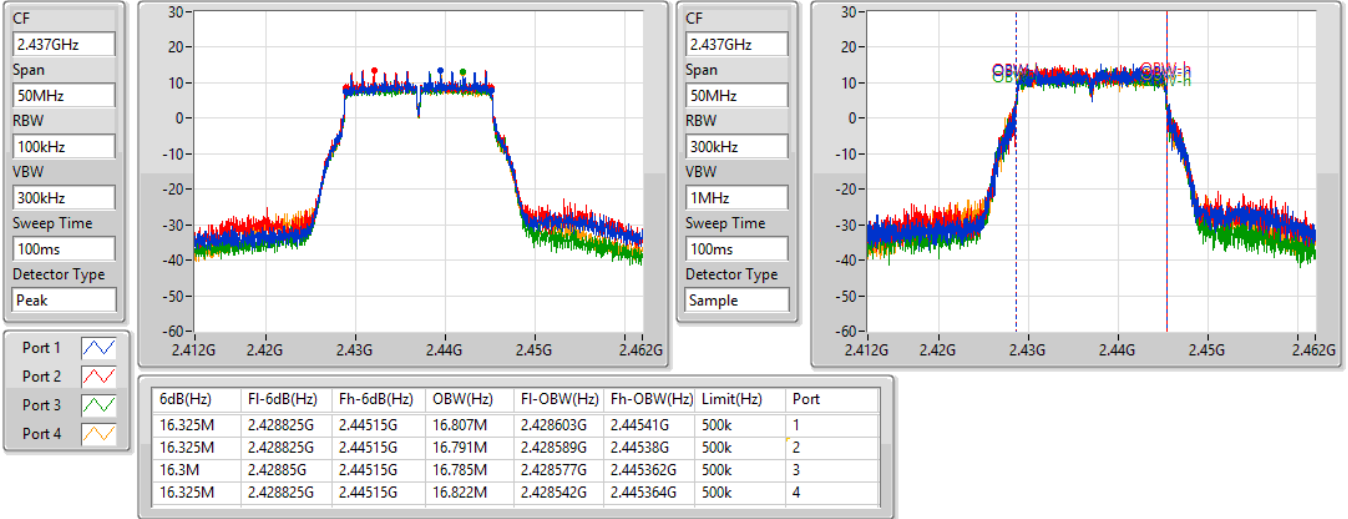 CF
2.437GHz
Span
50MHz
RBW
100kHz
VBW
300kHz
Sweep Time
100ms
Detector Type
Peak
30
20
10
0
-10
-20
-30
-40
-50
-60
2.412G 2.42G 2.43G 2.44G 2.45G 2.462G
CF
2.437GHz
Span
50MHz
RBW
300kHz
VBW
1MHz
Sweep Time
100ms
Detector Type
Sample
30
20
10
0
-10
-20
-30
-40
-50
-60
OBW-h
2.412G 2.42G 2.43G 2.44G 2.45G 2.462G
Port 1
Port 2
Port 3
Port 4
6dB(Hz) Fl-6dB(Hz) Fh-6dB(Hz) OBW(Hz) Fl-OBW(Hz) Fh-OBW(Hz) Limit(Hz) Port
16.325M 2.428825G 2.44515G 16.807M 2.428603G 2.44541G 500k 1
16.325M 2.428825G 2.44515G 16.791M 2.428589G 2.44538G 500k 2
16.3M 2.42885G 2.44515G 16.785M 2.428577G 2.445362G 500k 3
16.325M 2.428825G 2.44515G 16.822M 2.428542G 2.445364G 500k 4